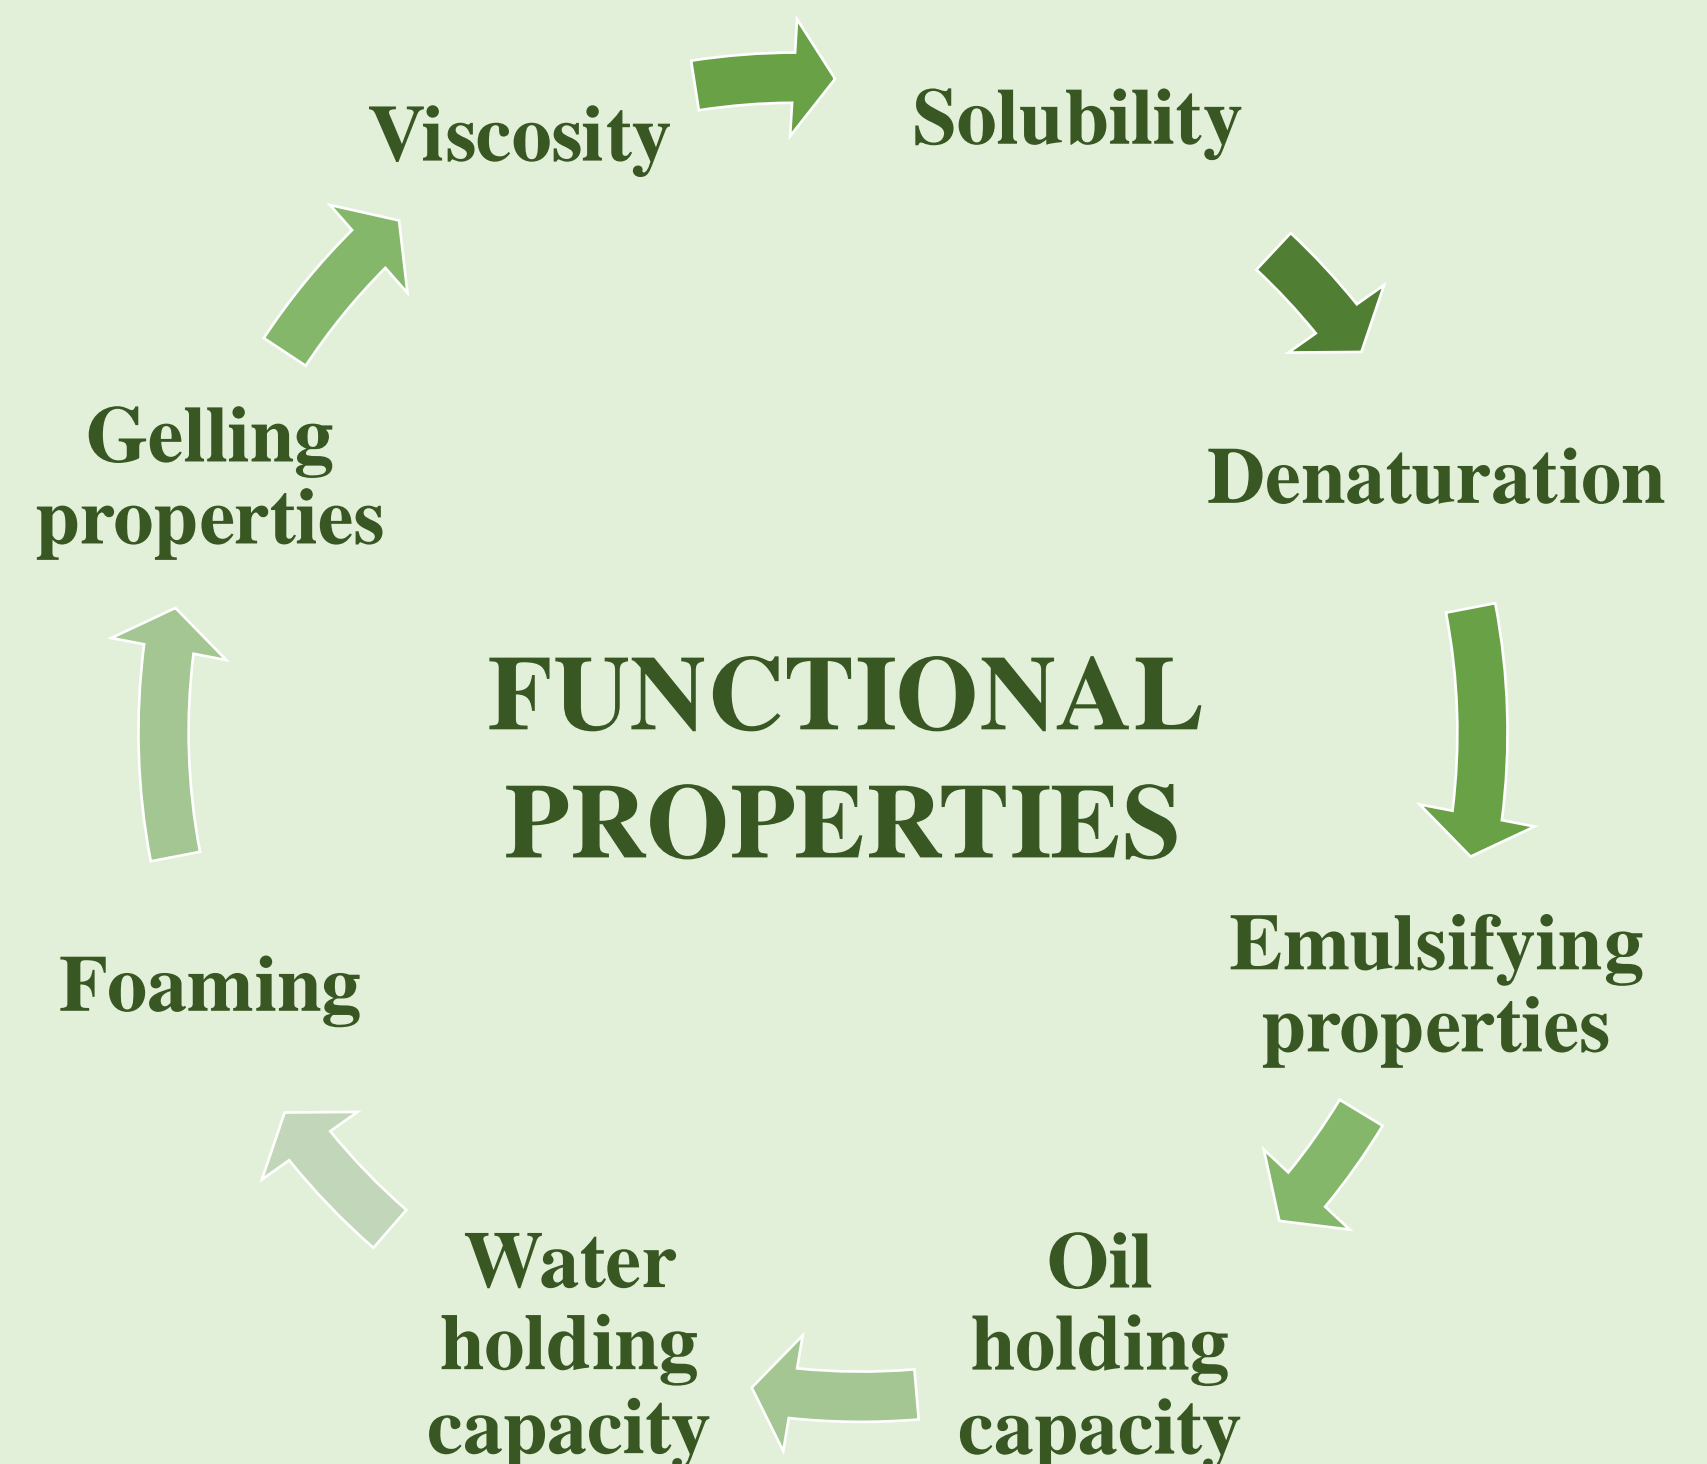 Viscosity
Solubility
Denaturation
Emulsifying
properties
Oil
holding
capacity
Water
holding
capacity
Foaming
Gelling
properties
FUNCTIONAL
PROPERTIES